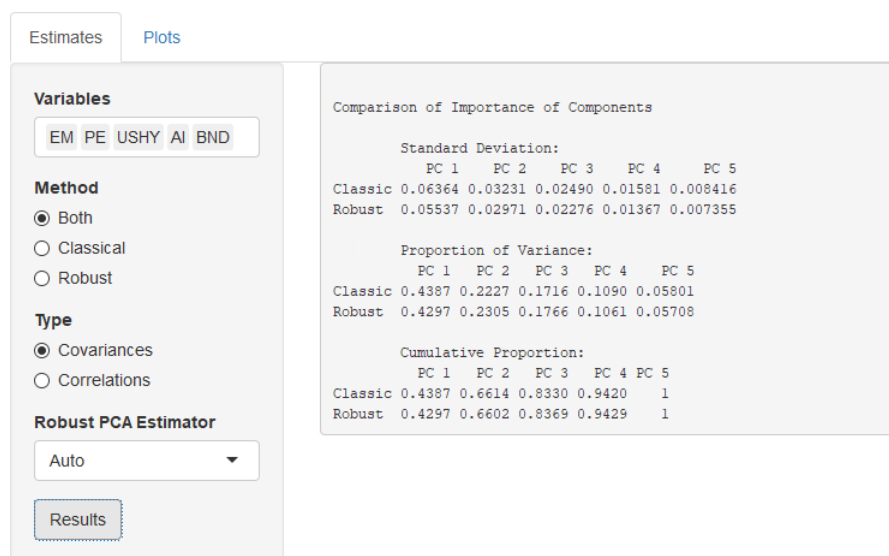 Estimates Plots
Variables
EM PE USHY AI BND
Method
Both
Classical
Robust
Type
Covariances
Correlations
Robust PCA Estimator
Auto
Results
Comparison of Importance of Components
Standard Deviation:
PC 1 PC 2 PC 3 PC 4 PC 5
Classic 0.06364 0.03231 0.02490 0.01581 0.008416
Robust 0.05537 0.02971 0.02276 0.01367 0.007355
Proportion of Variance:
PC 1 PC 2 PC 3 PC 4 PC 5
Classic 0.4387 0.2227 0.1716 0.1090 0.05801
Robust 0.4297 0.2305 0.1766 0.1061 0.05708
Cumulative Proportion:
PC 1 PC 2 PC 3 PC 4 PC 5
Classic 0.4387 0.6614 0.8330 0.9420 1
Robust 0.4297 0.6602 0.8369 0.9429 1